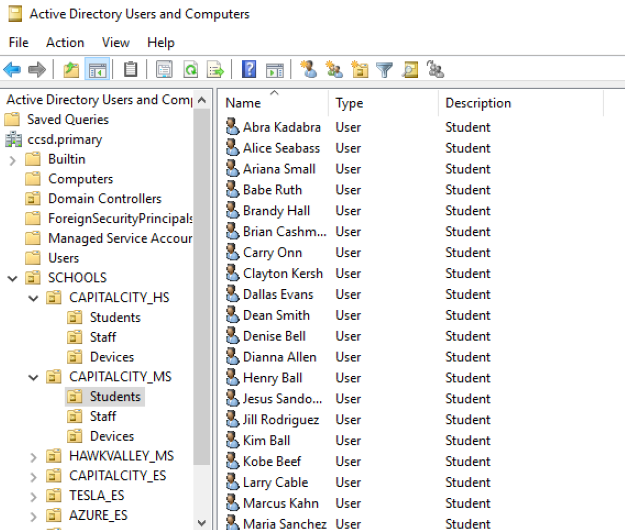 Active Directory Users and Computers
File Action View Help
Active Directory Users and Com
Saved Queries
ccsd.primary
Builtin
Computers
Domain Controllers
ForeignSecurityPrincipals
Managed Service Accour
Users
SCHOOLS
CAPITALCITY_HS
Students
Staff
Devices
CAPITALCITY_MS
Students
Staff
Devices
HAWKVALLEY_MS
CAPITALCITY_ES
TESLA_ES
AZURE_ES
Name Type Description
Abra Kadabra User Student
Alice Seabass User Student
Ariana Small User Student
Babe Ruth User Student
Brandy Hall User Student
Brian Cashm... User Student
Carry Onn User Student
Clayton Kersh User Student
Dallas Evans User Student
Dean Smith User Student
Denise Bell User Student
Dianna Allen User Student
Henry Ball User Student
Jesus Sando... User Student
Jill Rodriguez User Student
Kim Ball User Student
Kobe Beef User Student
Larry Cable User Student
Marcus Kahn User Student
Maria Sanchez User Student